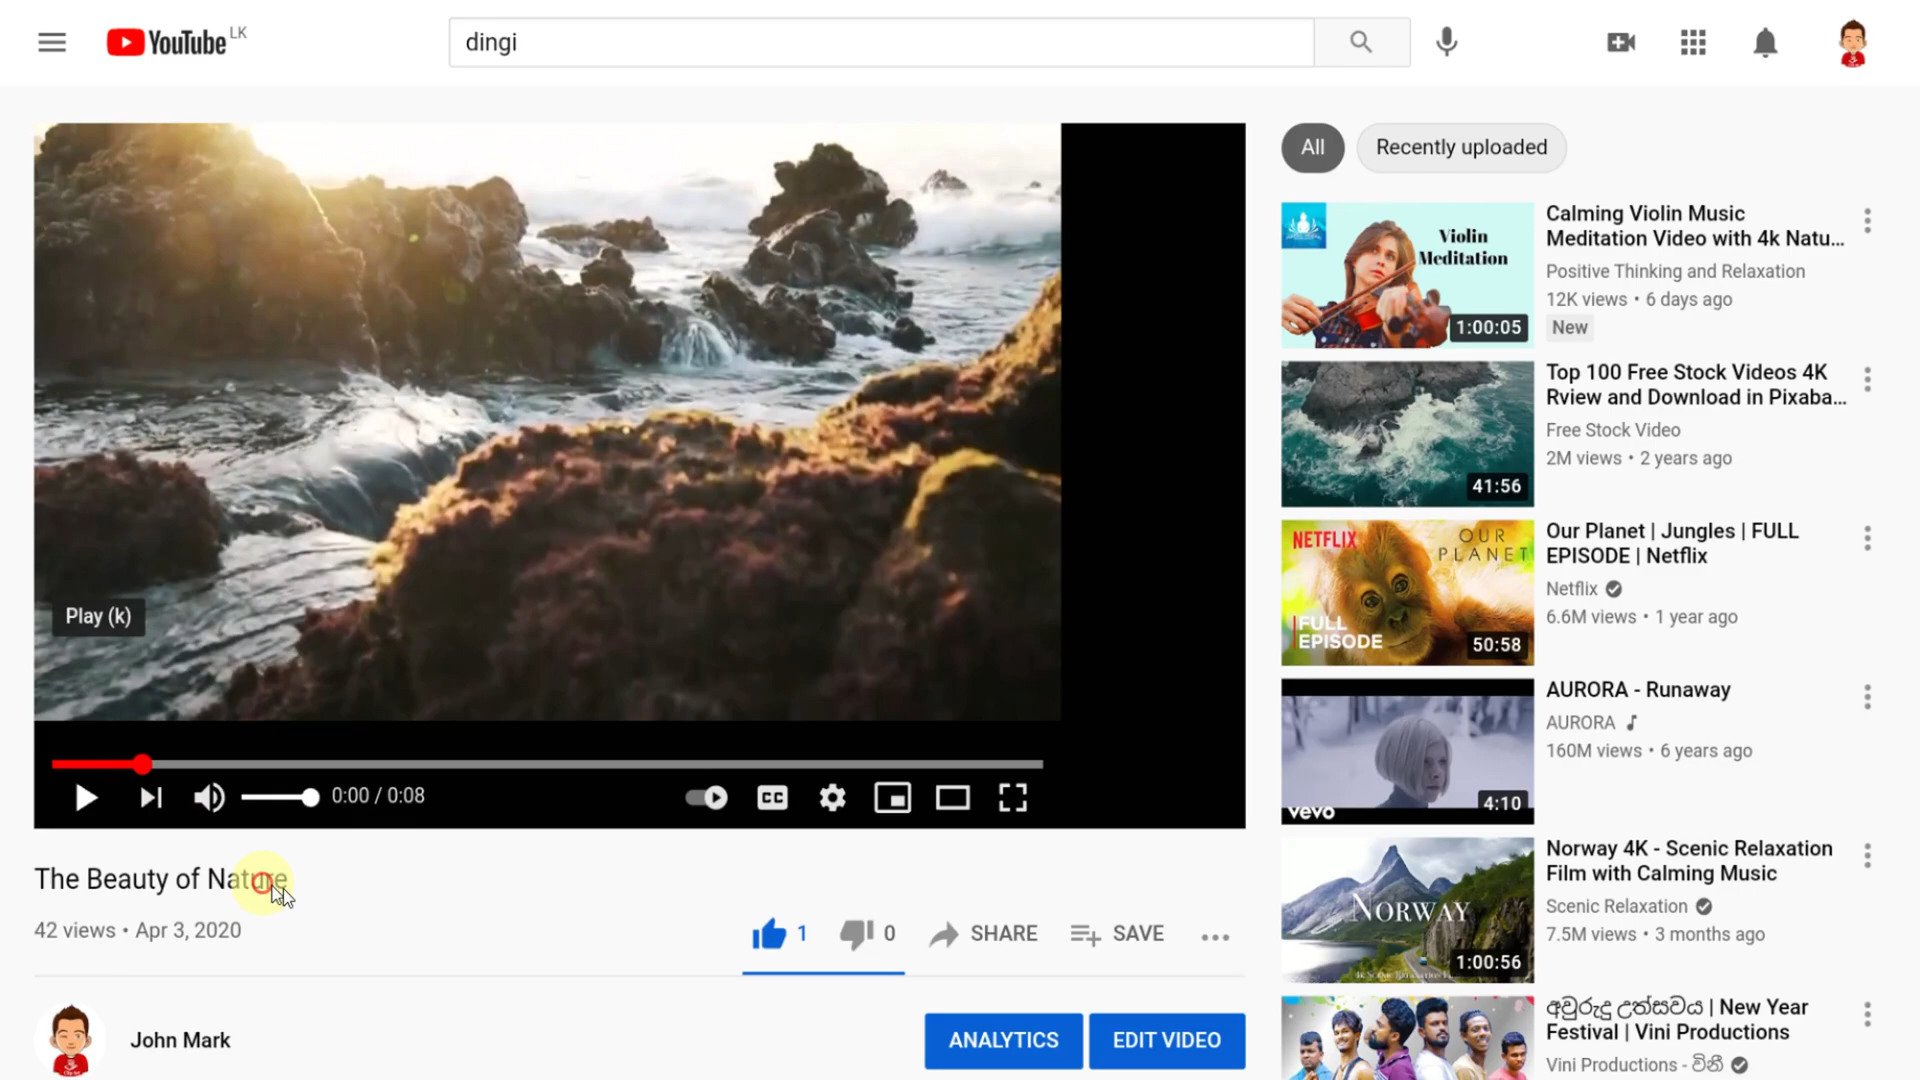 YouTube LK
dingi
All
Recently uploaded
Violin
Meditation
1:00:05
Calming Violin Music
Meditation Video with 4k Natu...
Positive Thinking and Relaxation
12K views • 6 days ago
New
41:56
Top 100 Free Stock Videos 4K
Rview and Download in Pixaba...
Free Stock Video
2M views • 2 years ago
NETFLIX
OUR
PLANET
FULL
EPISODE
50:58
Our Planet | Jungles | FULL
EPISODE | Netflix
Netflix
6.6M views • 1 year ago
vevo
4:10
AURORA - Runaway
AURORA
160M views • 6 years ago
NORWAY
1:00:56
Norway 4K - Scenic Relaxation
Film with Calming Music
Scenic Relaxation
7.5M views • 3 months ago
අවුරුදු උත්සවය | New Year
Festival | Vini Productions
Vini Productions - විනී
Play (k)
0:00 / 0:08
CC
The Beauty of Nature
42 views • Apr 3, 2020
1
0
SHARE
SAVE
John Mark
ANALYTICS
EDIT VIDEO